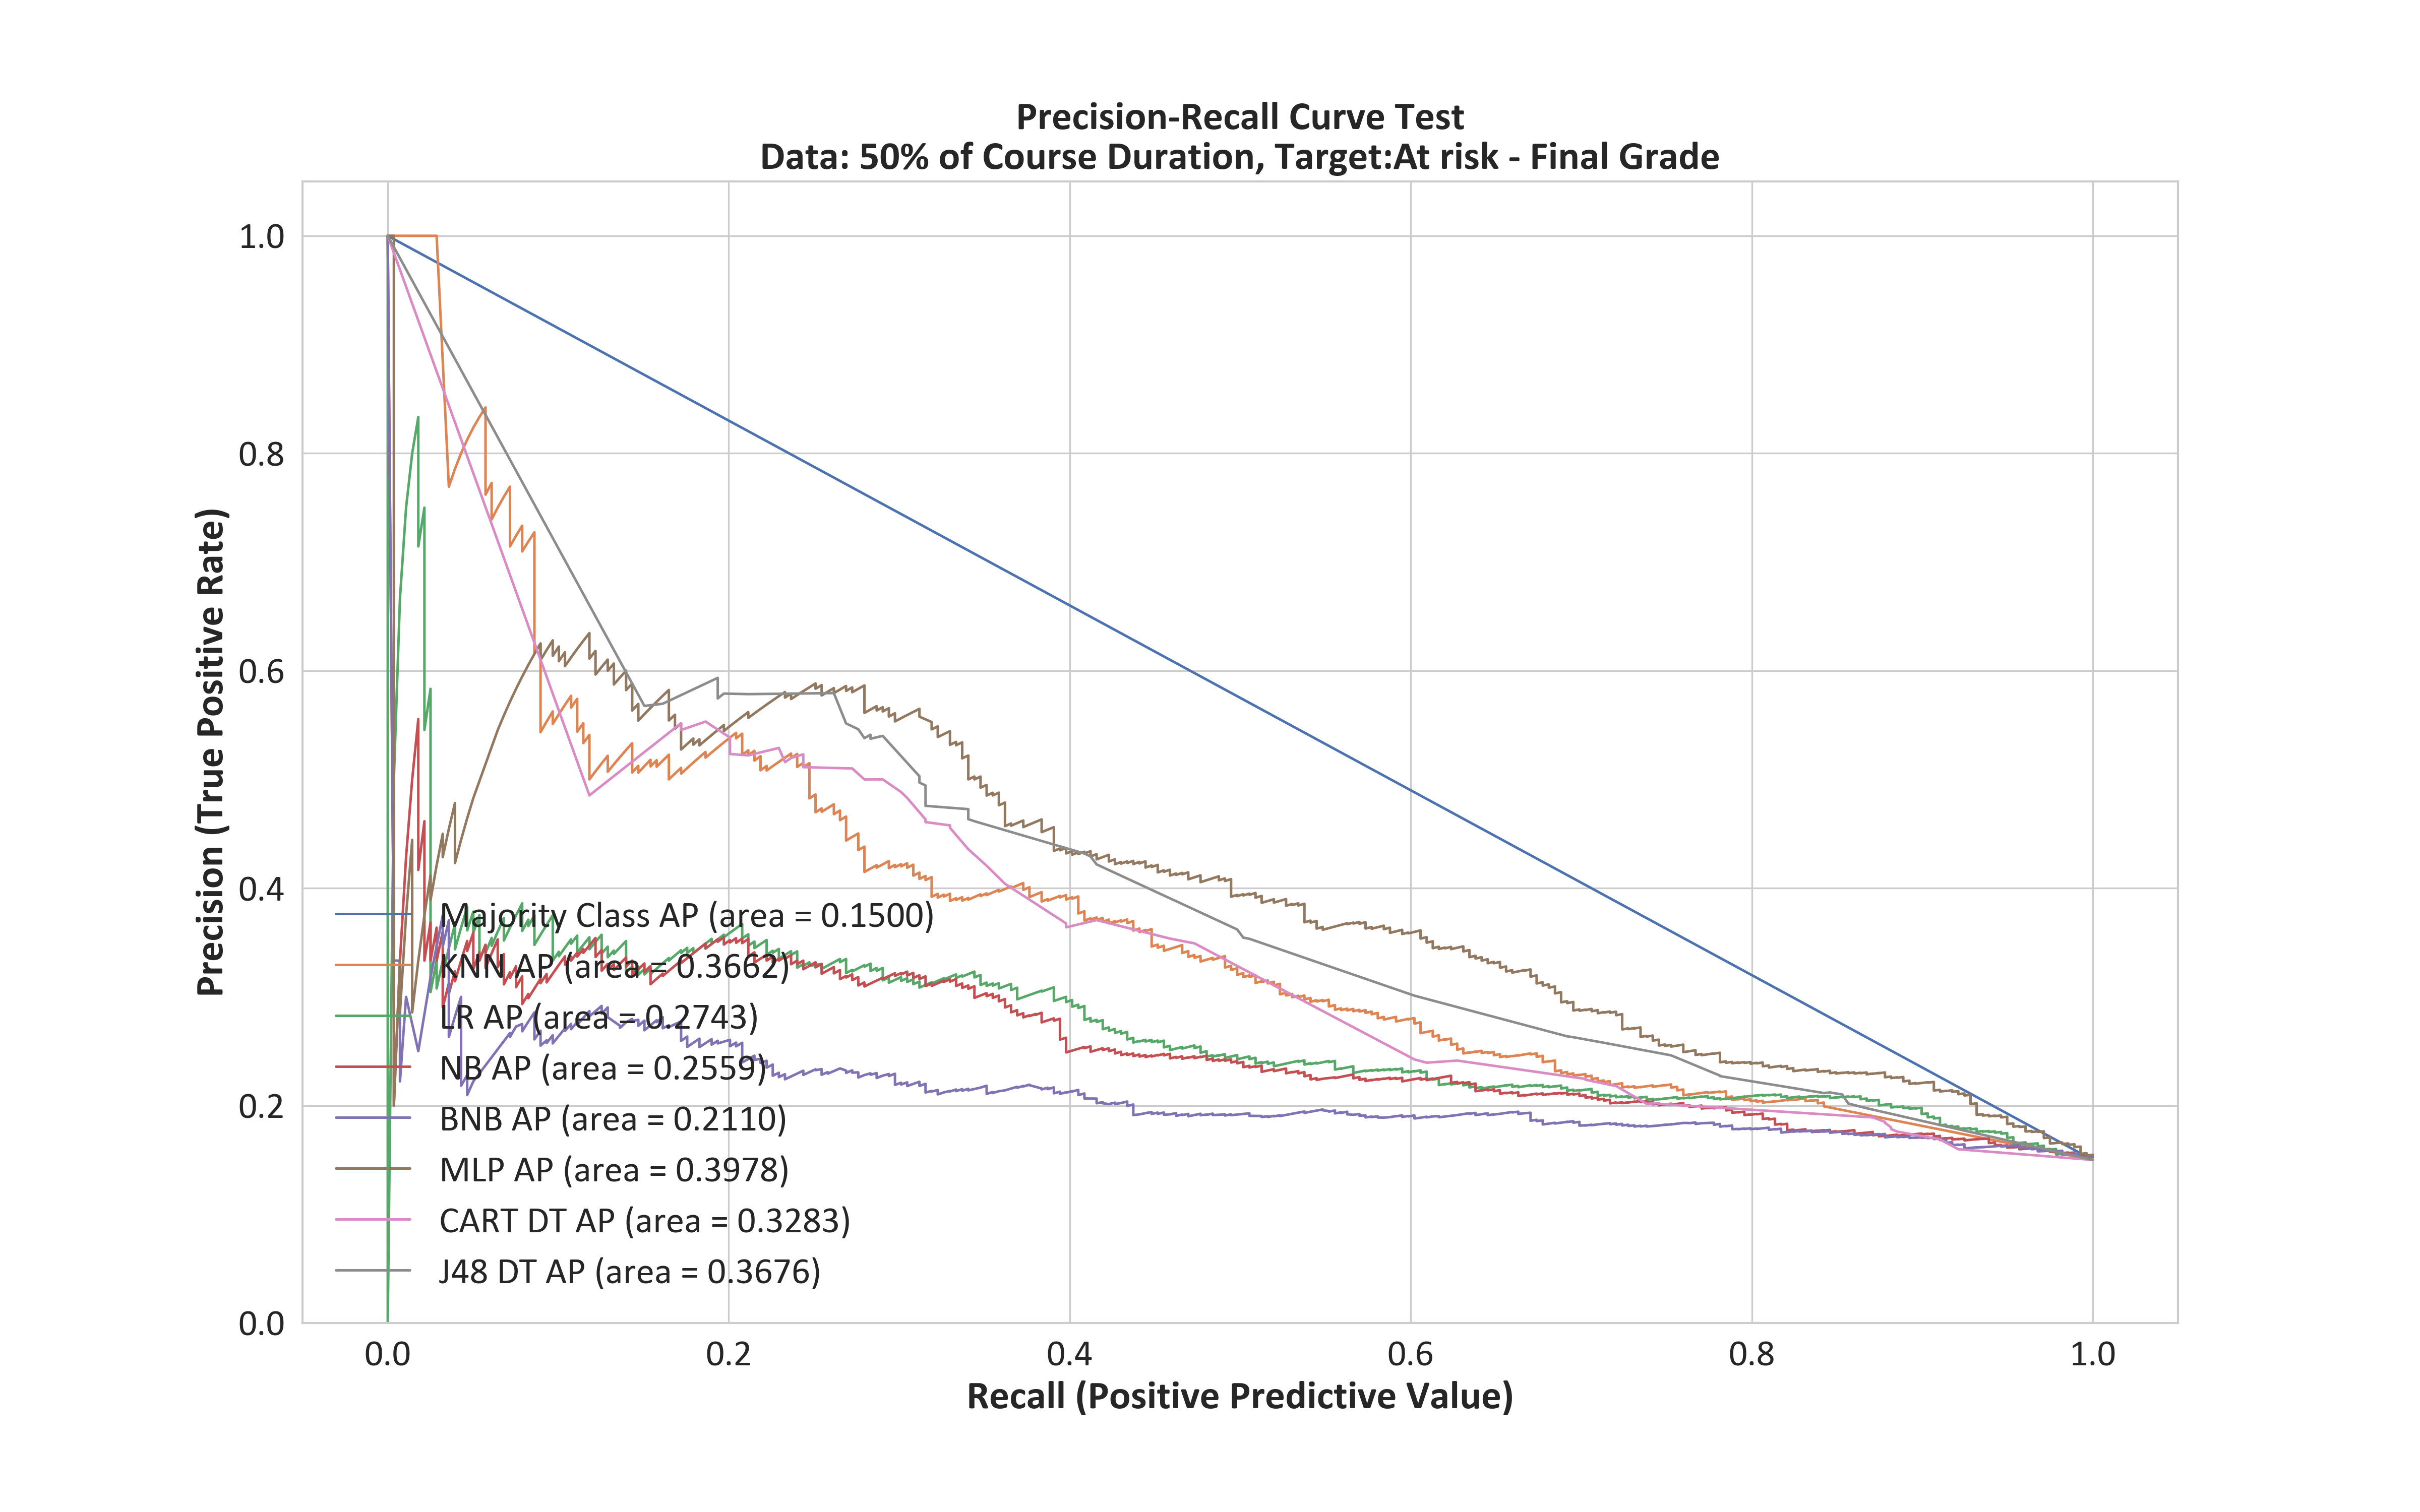 Precision-Recall Curve Test
Data: 50% of Course Duration, Target:At risk - Final Grade
Precision (True Positive Rate)
1.0
0.8
0.6
0.4
0.2
0.0
Majority Class AP (area = 0.1500)
KNN AP (area = 0.3662)
LR AP (area = 0.2743)
NB AP (area = 0.2559)
BNB AP (area = 0.2110)
MLP AP (area = 0.3978)
CART DT AP (area = 0.3283)
J48 DT AP (area = 0.3676)
0.0 0.2 0.4 0.6 0.8 1.0
Recall (Positive Predictive Value)